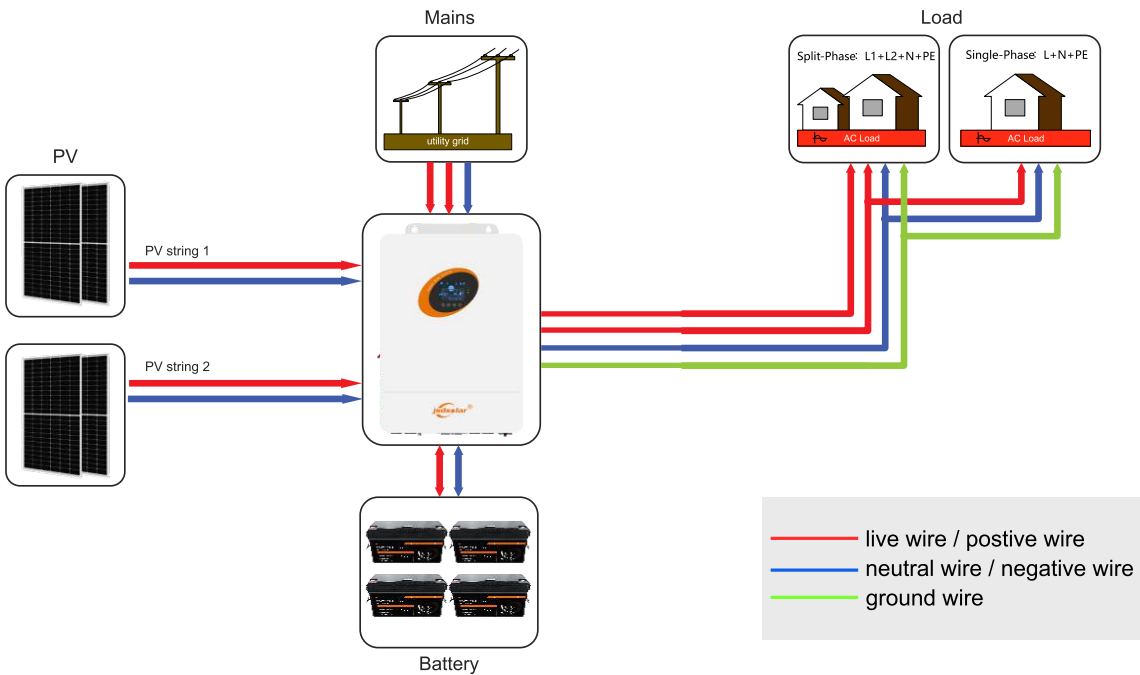 Mains
Load
Split-Phase: L1+L2+N+PE
Single-Phase: L+N+PE
utility grid
AC Load
AC Load
PV
PV string 1
PV string 2
jsdsolar®
Battery
live wire / postive wire
neutral wire / negative wire
ground wire